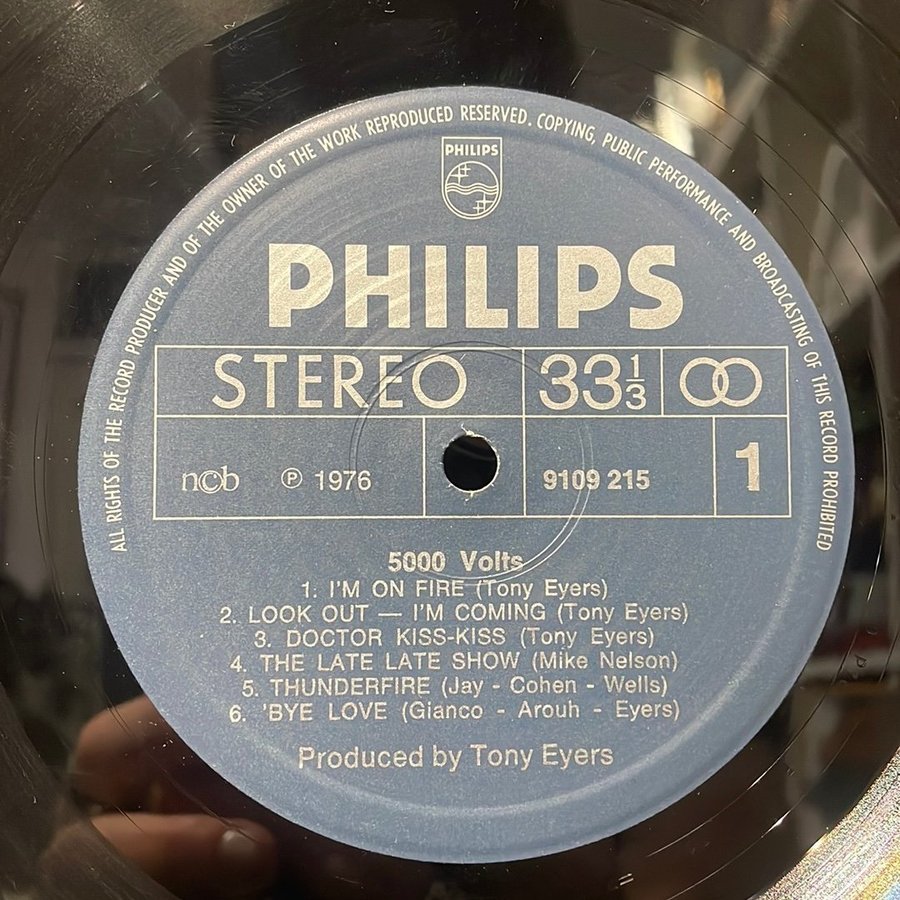 ALL RIGHTS OF THE RECORD PRODUCER AND OF THE OWNER OF THE WORK REPRODUCED RESERVED. COPYING, PUBLIC PERFORMANCE AND BROADCASTING OF THIS RECORD PROHIBITED
PHILIPS
PHILIPS
STEREO 33 1/3
ncb ℗ 1976 9109 215 1
5000 Volts
1. I'M ON FIRE (Tony Eyers)
2. LOOK OUT — I'M COMING (Tony Eyers)
3. DOCTOR KISS-KISS (Tony Eyers)
4. THE LATE LATE SHOW (Mike Nelson)
5. THUNDERFIRE (Jay - Cohen - Wells)
6. 'BYE LOVE (Gianco - Arouh - Eyers)
Produced by Tony Eyers